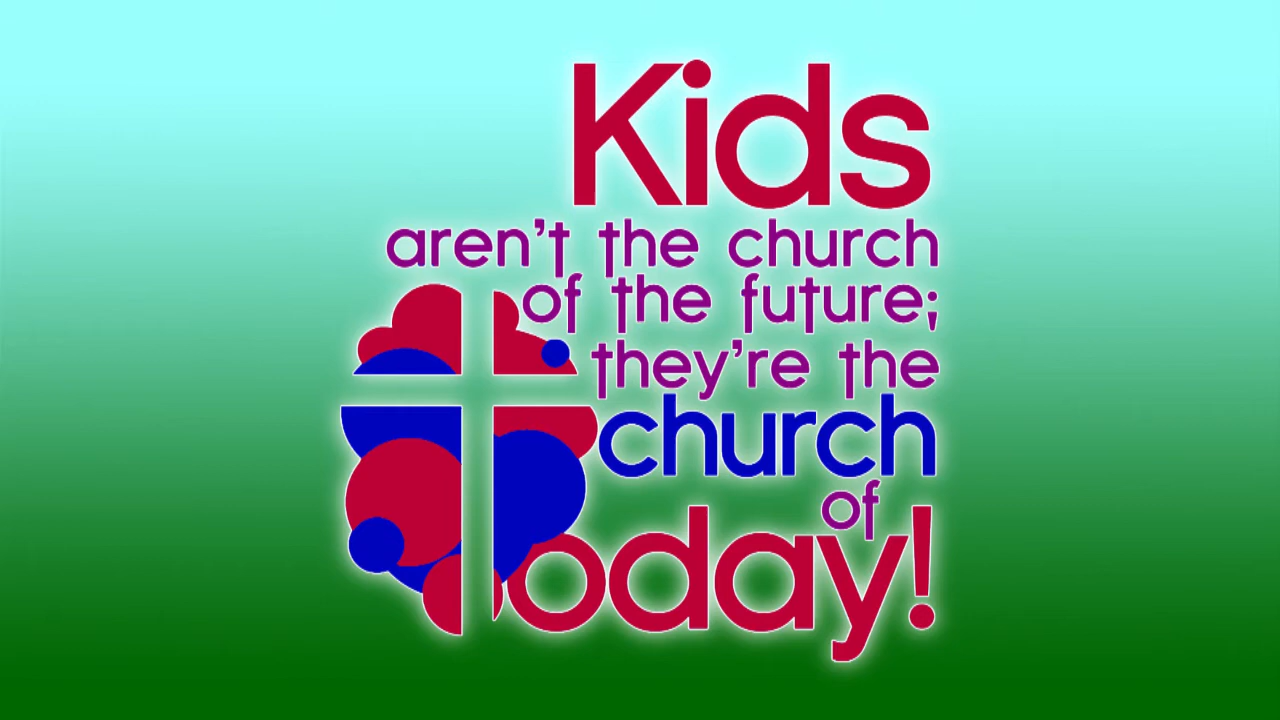 Kids
aren't the church
of the future;
they're the
church
of
Today!